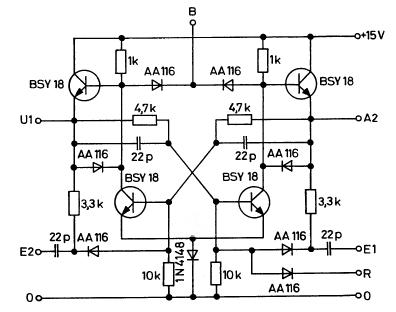 B
+15V
1k
1k
AA116
AA116
BSY 18
BSY 18
4,7k
4,7k
U1
A2
22p
22p
AA116
AA116
BSY 18
BSY 18
3,3k
3,3k
22p
AA116
AA116
22p
E2
E1
1N4148
10k
10k
R
AA116
0
0